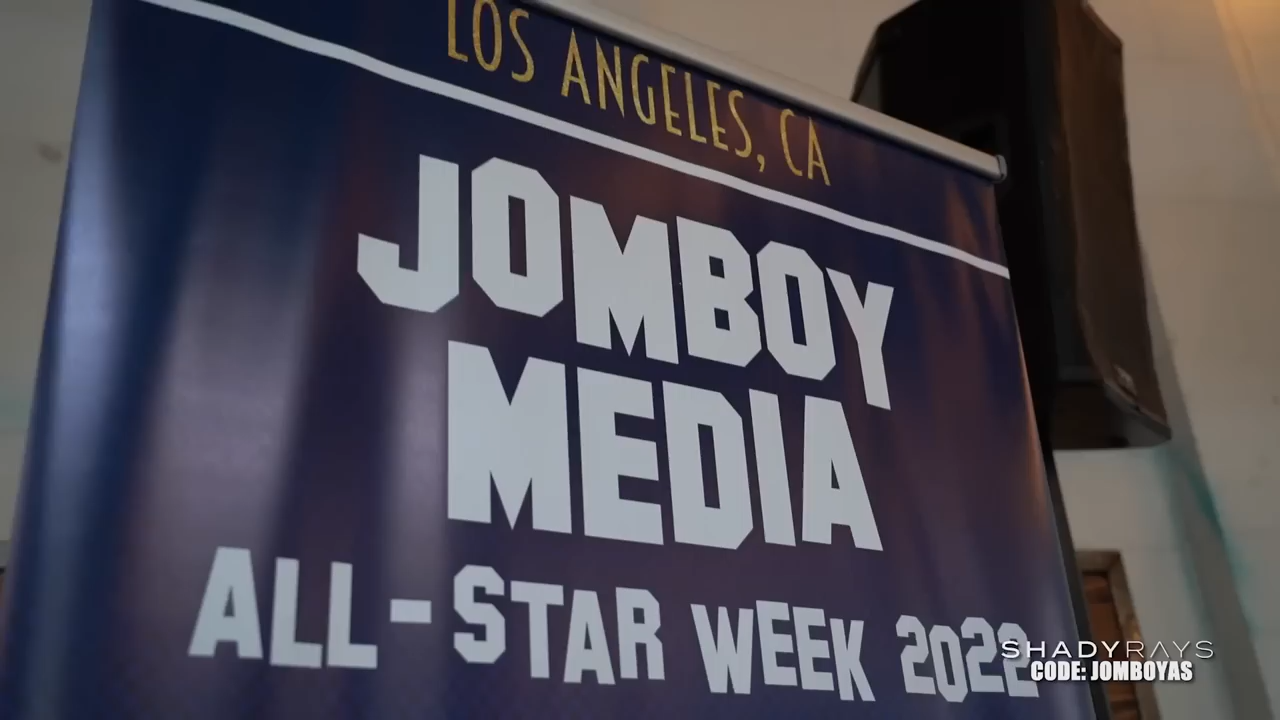 LOS ANGELES, CA
JOMBOY
MEDIA
ALL-STAR WEEK 2022
SHADYRAYS
CODE: JOMBOYAS